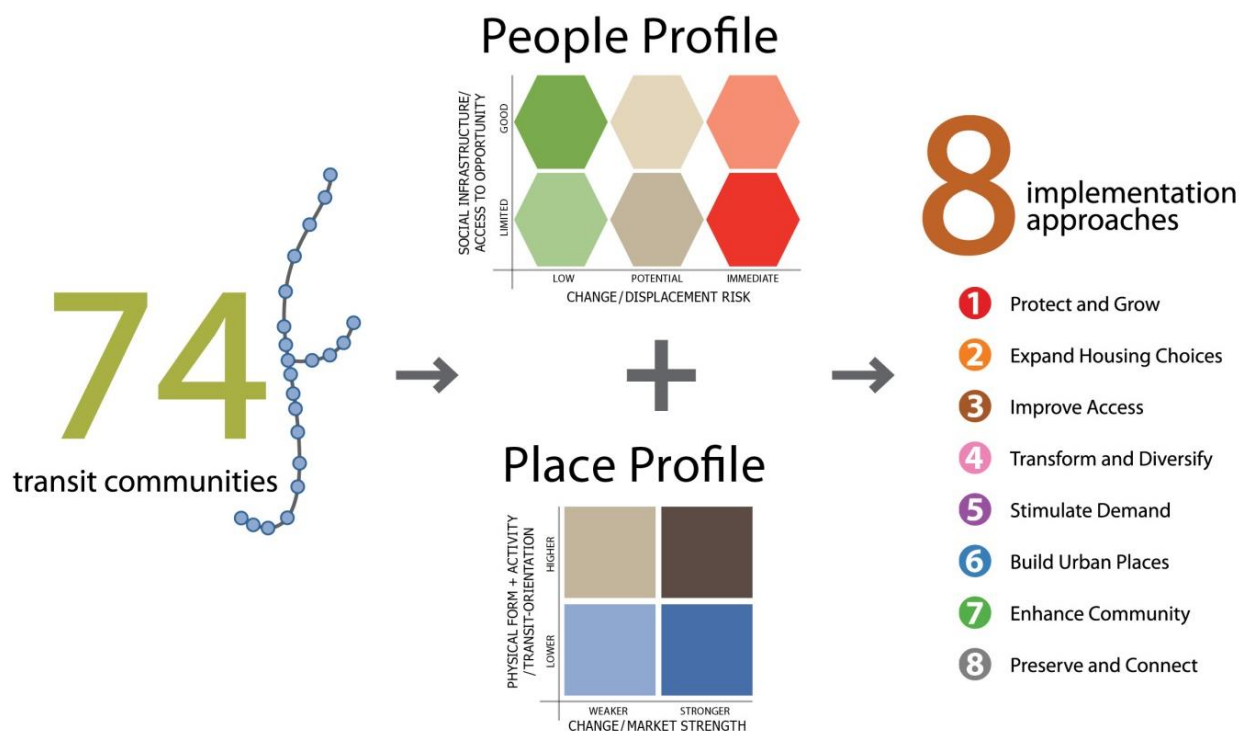 74
transit communities
People Profile
SOCIAL INFRASTRUCTURE/
ACCESS TO OPPORTUNITY
GOOD
LIMITED
LOW
POTENTIAL
IMMEDIATE
CHANGE/DISPLACEMENT RISK
Place Profile
PHYSICAL FORM + ACTIVITY
/TRANSIT-ORIENTATION
HIGHER
LOWER
WEAKER
STRONGER
CHANGE/MARKET STRENGTH
8
implementation
approaches
1 Protect and Grow
2 Expand Housing Choices
3 Improve Access
4 Transform and Diversify
5 Stimulate Demand
6 Build Urban Places
7 Enhance Community
8 Preserve and Connect